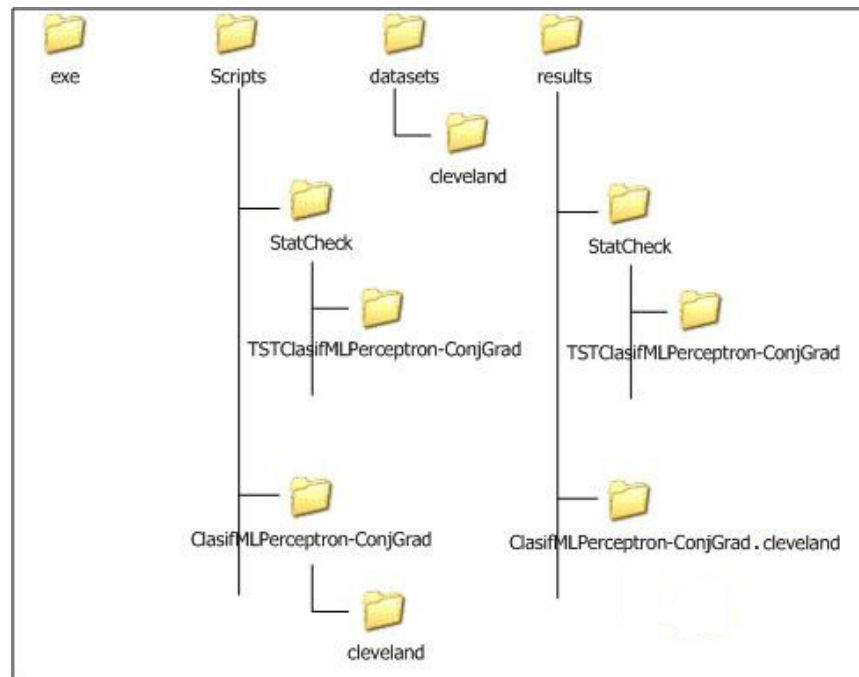 exe
Scripts
datasets
results
cleveland
StatCheck
StatCheck
TSTClasifMLPerceptron-ConjGrad
TSTClasifMLPerceptron-ConjGrad
ClasifMLPerceptron-ConjGrad
ClasifMLPerceptron-ConjGrad.cleveland
cleveland